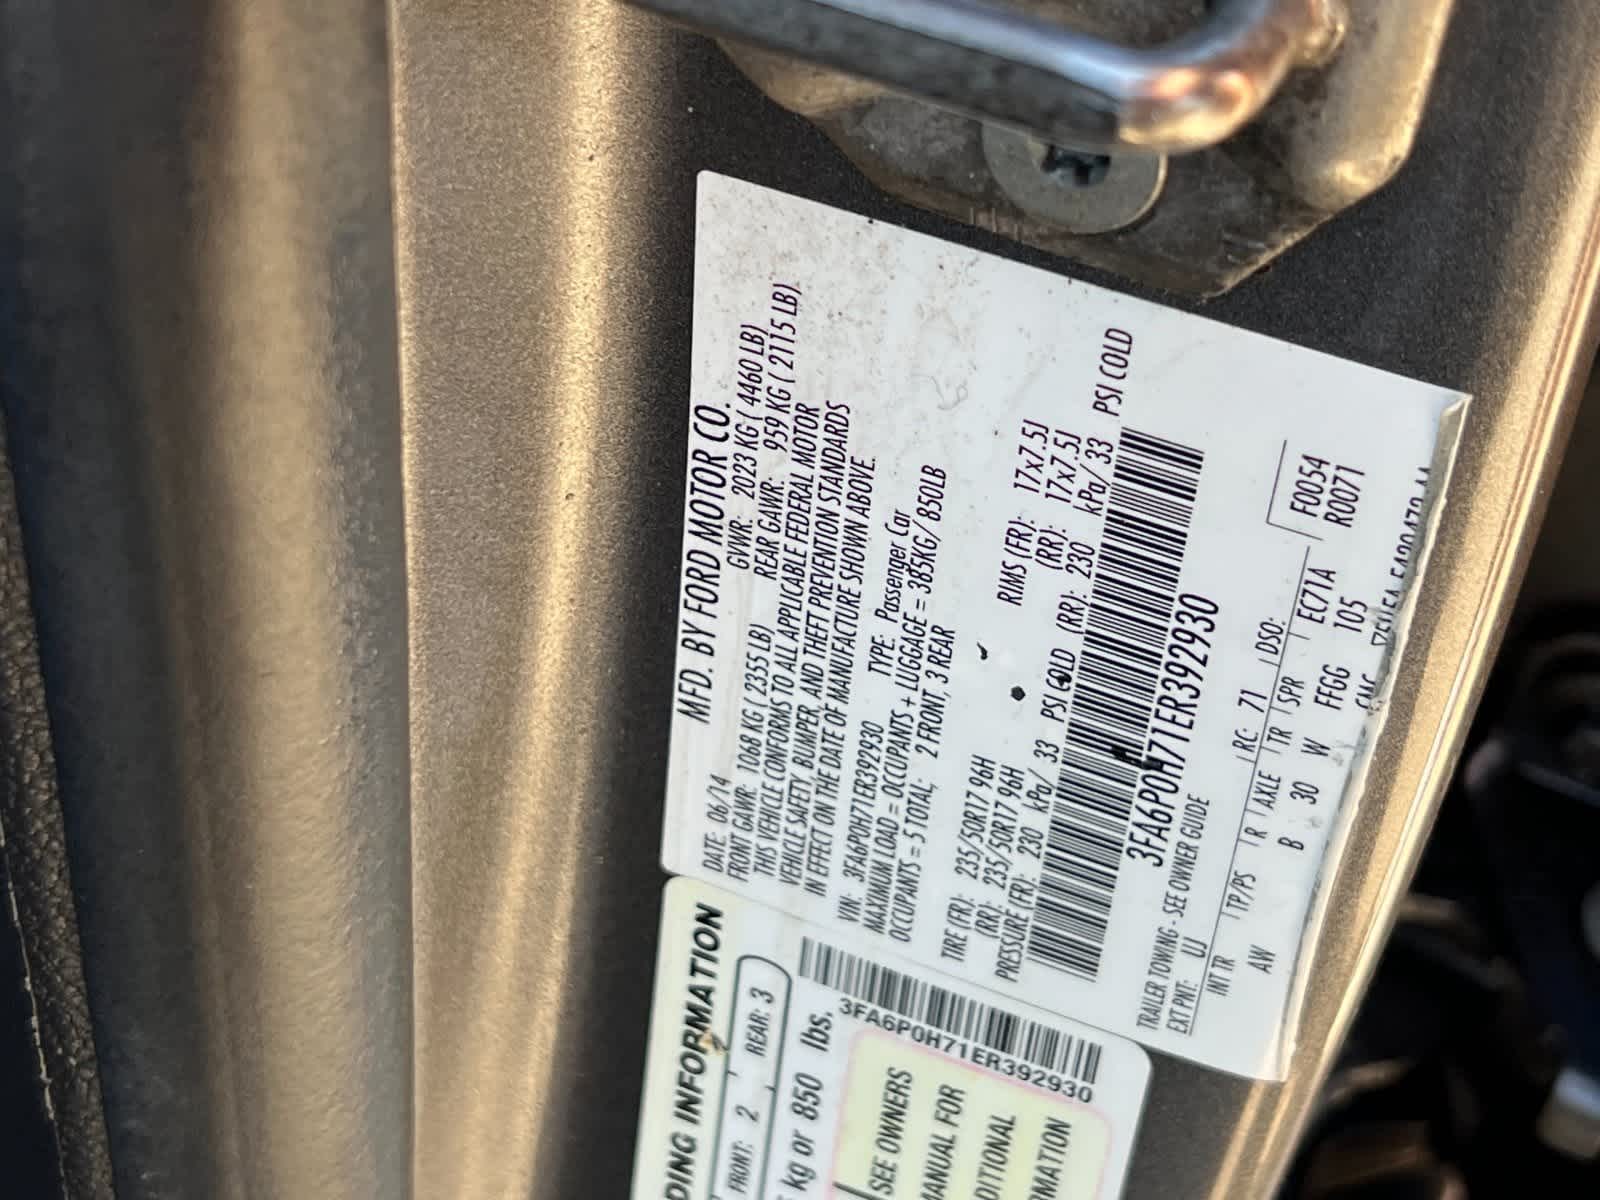 MFD. BY FORD MOTOR CO.
DATE: 06/14 GVWR: 2023 KG ( 4460 LB)
FRONT GAWR: 1068 KG ( 2355 LB) REAR GAWR: 959 KG ( 2115 LB)
THIS VEHICLE CONFORMS TO ALL APPLICABLE FEDERAL MOTOR
VEHICLE SAFETY, BUMPER, AND THEFT PREVENTION STANDARDS
IN EFFECT ON THE DATE OF MANUFACTURE SHOWN ABOVE.
VIN: 3FA6P0H71ER392930 TYPE: Passenger Car
MAXIMUM LOAD = OCCUPANTS + LUGGAGE = 385KG/850LB
OCCUPANTS = 5 TOTAL; 2 FRONT, 3 REAR
TIRE (FR): 235/50R17 96H RIMS (FR): 17x7.5J
(RR): 235/50R17 96H (RR): 17x7.5J
PRESSURE (FR): 230 kPa/ 33 PSI COLD (RR): 230 kPa/ 33 PSI COLD
3FA6P0H71ER392930
TRAILER TOWING - SEE OWNER GUIDE
EXT PNT: UJ RC: 71 DSO: F0054
INT TR TP/PS R AXLE TR SPR EC71A R0071
AW B 30 W FFGG 105
DING INFORMATION
FRONT: 2 REAR: 3
kg or 850 lbs.
3FA6P0H71ER392930
SEE OWNERS
MANUAL FOR
DITIONAL
RMATION